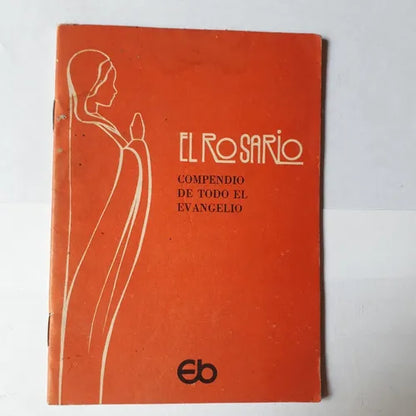 EL ROSARIO
COMPENDIO
DE TODO EL
EVANGELIO
Eb